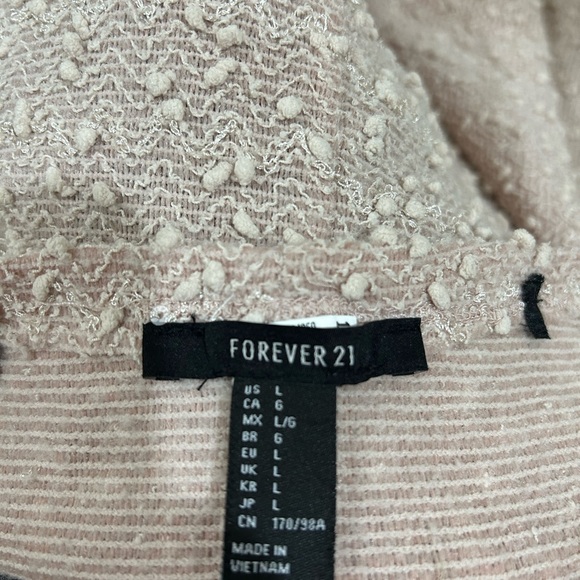 FOREVER 21
US L
CA G
MX L/G
BR G
EU L
UK L
KR L
JP L
CN 170/98A
MADE IN
VIETNAM